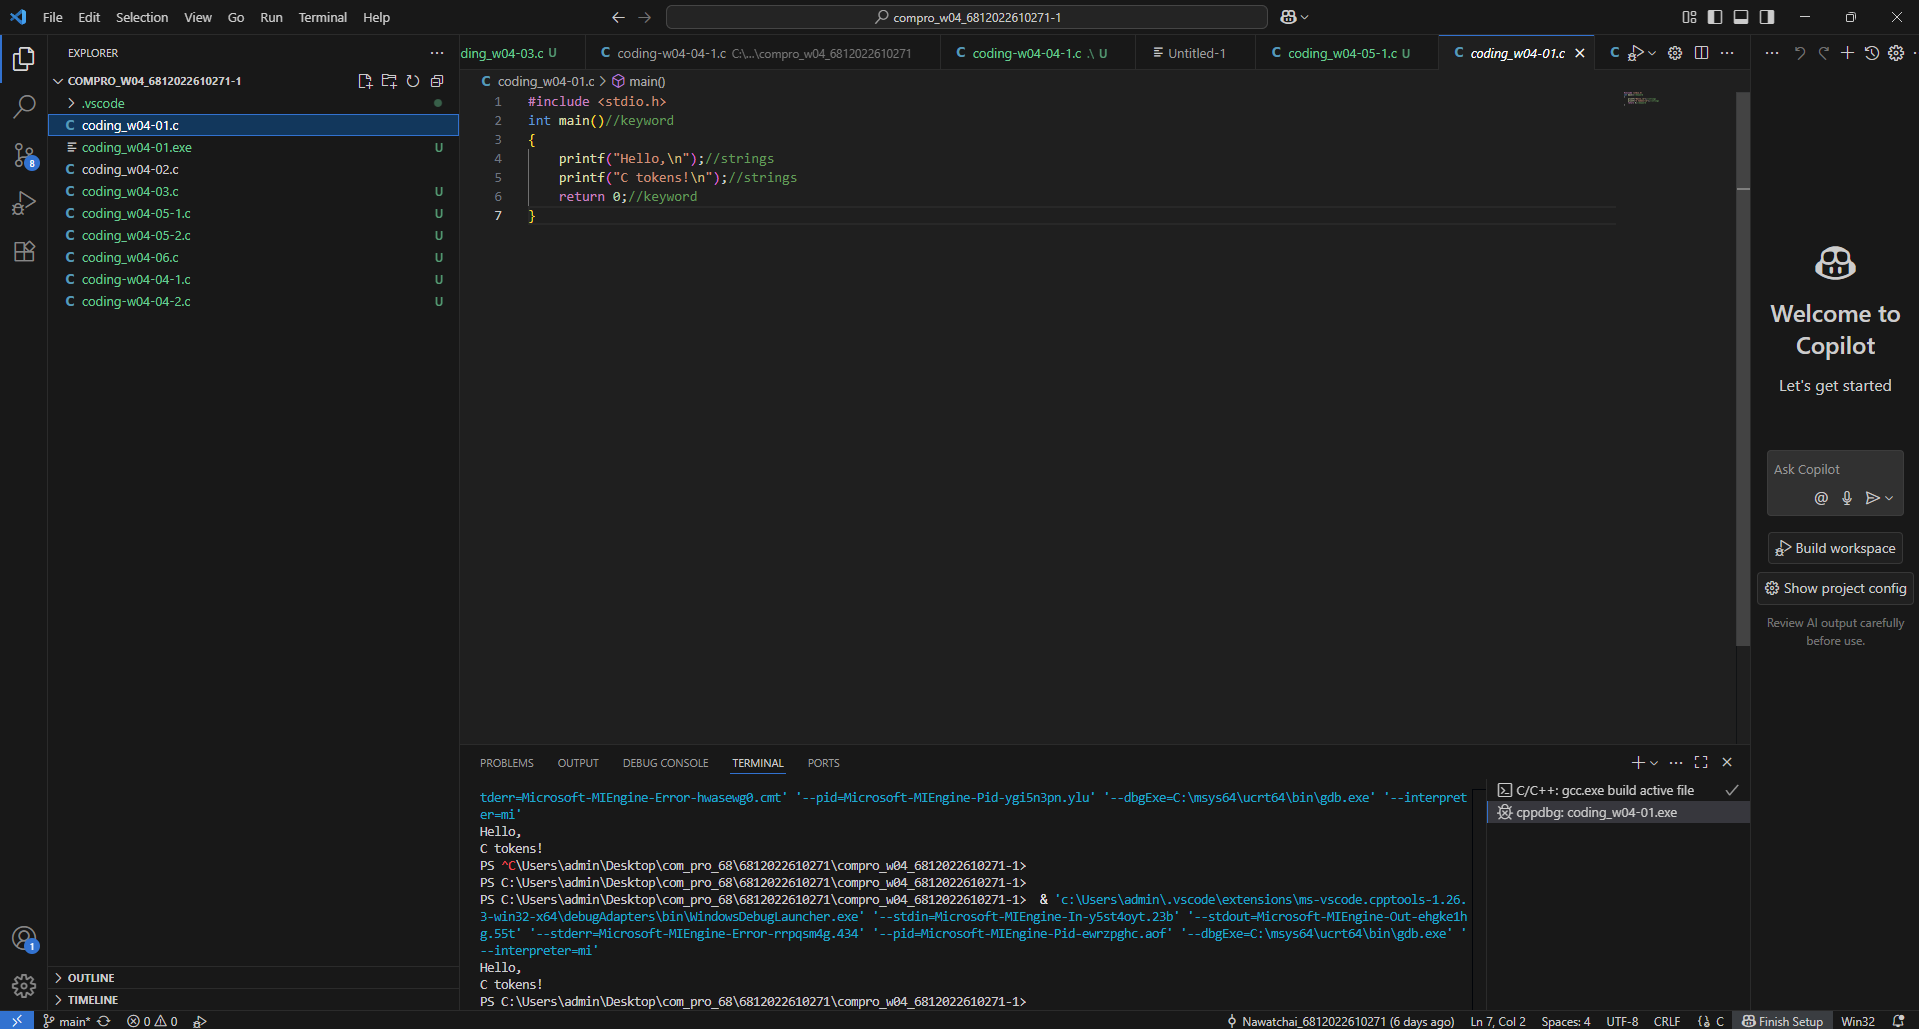 File Edit Selection View Go Run Terminal Help
compro_w04_6812022610271-1
EXPLORER
COMPRO_W04_6812022610271-1
.vscode
C coding_w04-01.c
coding_w04-01.exe U
C coding_w04-02.c
C coding_w04-03.c U
C coding_w04-05-1.c U
C coding_w04-05-2.c U
C coding_w04-06.c U
C coding-w04-04-1.c U
C coding-w04-04-2.c U
8
1
OUTLINE
TIMELINE
ding_w04-03.c U C coding-w04-04-1.c C:\...\compro_w04_6812022610271 C coding-w04-04-1.c .\ U Untitled-1 C coding_w04-05-1.c U C coding_w04-01.c C
C coding_w04-01.c > main()
1 #include <stdio.h>
2 int main()//keyword
3 {
4 printf("Hello,\n");//strings
5 printf("C tokens!\n");//strings
6 return 0;//keyword
7 }
PROBLEMS OUTPUT DEBUG CONSOLE TERMINAL PORTS
tderr=Microsoft-MIEngine-Error-hwasewg0.cmt' '--pid=Microsoft-MIEngine-Pid-ygi5n3pn.ylu' '--dbgExe=C:\msys64\ucrt64\bin\gdb.exe' '--interpret
er=mi'
Hello,
C tokens!
PS ^C\Users\admin\Desktop\com_pro_68\6812022610271\compro_w04_6812022610271-1>
PS C:\Users\admin\Desktop\com_pro_68\6812022610271\compro_w04_6812022610271-1>
PS C:\Users\admin\Desktop\com_pro_68\6812022610271\compro_w04_6812022610271-1> & 'c:\Users\admin\.vscode\extensions\ms-vscode.cpptools-1.26.
3-win32-x64\debugAdapters\bin\WindowsDebugLauncher.exe' '--stdin=Microsoft-MIEngine-In-y5st4oyt.23b' '--stdout=Microsoft-MIEngine-Out-ehgke1h
g.55t' '--stderr=Microsoft-MIEngine-Error-rrpqsm4g.434' '--pid=Microsoft-MIEngine-Pid-ewrzpghc.aof' '--dbgExe=C:\msys64\ucrt64\bin\gdb.exe' '
--interpreter=mi'
Hello,
C tokens!
PS C:\Users\admin\Desktop\com_pro_68\6812022610271\compro_w04_6812022610271-1>
C/C++: gcc.exe build active file
cppdbg: coding_w04-01.exe
Welcome to
Copilot
Let's get started
Ask Copilot
@
Build workspace
Show project config
Review AI output carefully
before use.
main* 0 0 Nawatchai_6812022610271 (6 days ago) Ln 7, Col 2 Spaces: 4 UTF-8 CRLF {} C Finish Setup Win32